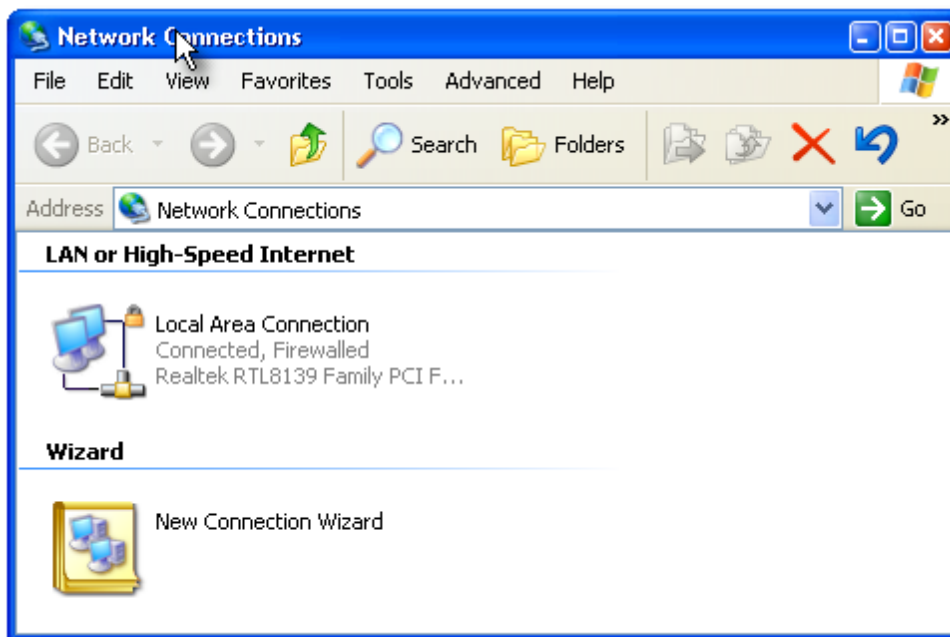 Network Connections
File Edit View Favorites Tools Advanced Help
Back Search Folders »
Address Network Connections Go
LAN or High-Speed Internet
Local Area Connection
Connected, Firewalled
Realtek RTL8139 Family PCI F...
Wizard
New Connection Wizard